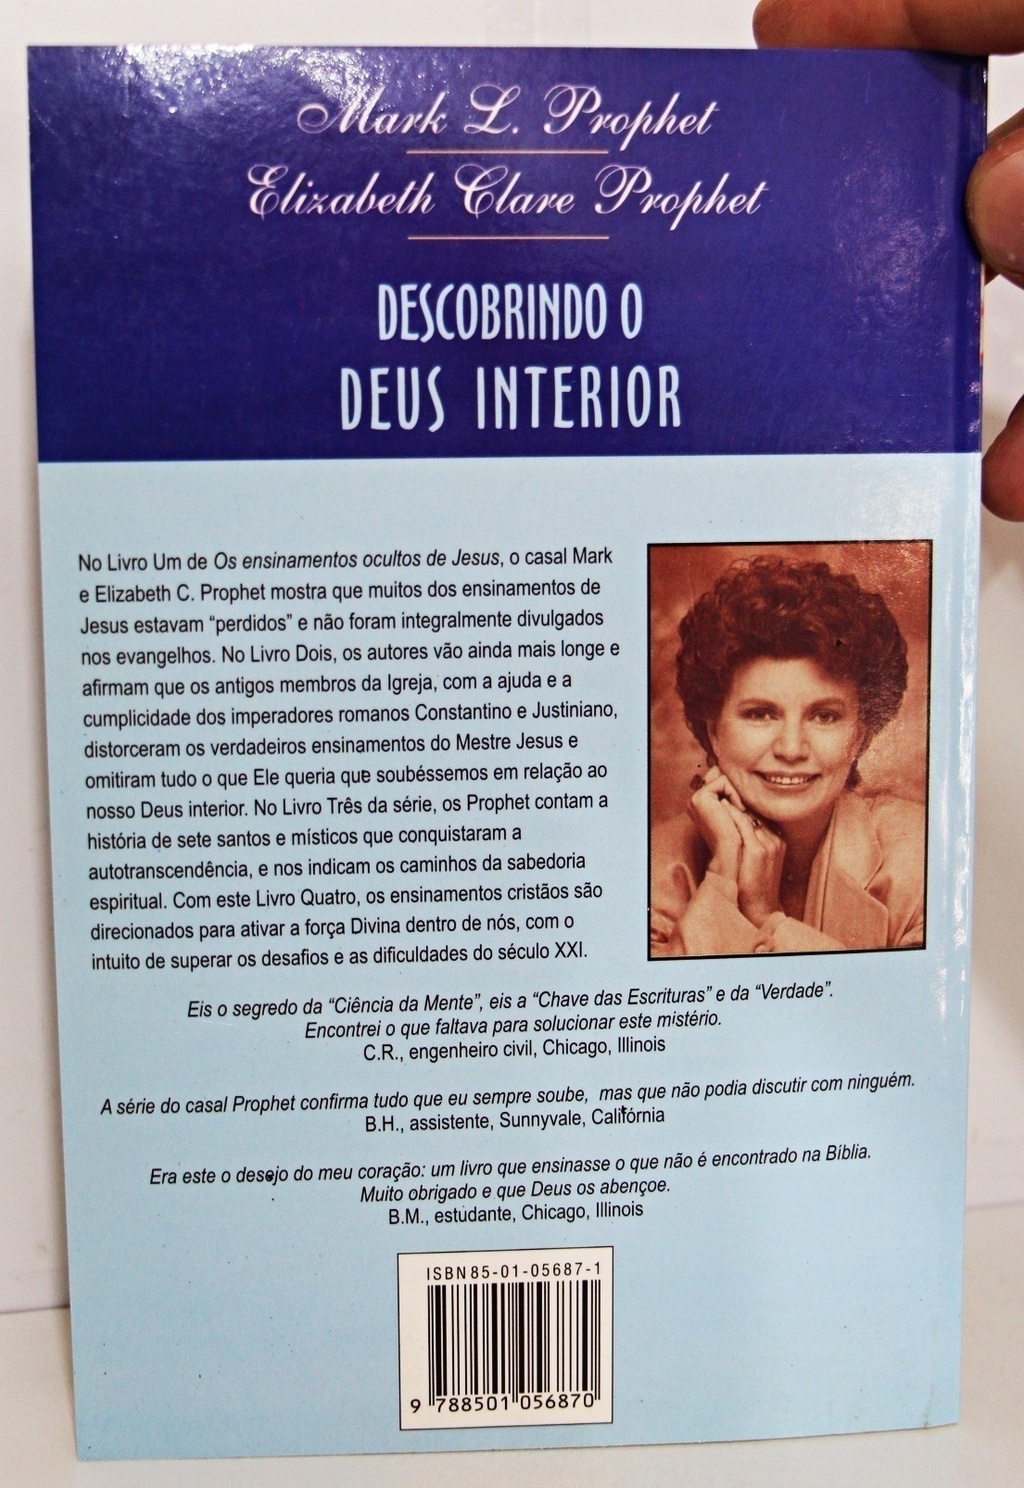 Mark L. Prophet
Elizabeth Clare Prophet
DESCOBRINDO O
DEUS INTERIOR
No Livro Um de Os ensinamentos ocultos de Jesus, o casal Mark
e Elizabeth C. Prophet mostra que muitos dos ensinamentos de
Jesus estavam “perdidos” e não foram integralmente divulgados
nos evangelhos. No Livro Dois, os autores vão ainda mais longe e
afirmam que os antigos membros da Igreja, com a ajuda e a
cumplicidade dos imperadores romanos Constantino e Justiniano,
distorceram os verdadeiros ensinamentos do Mestre Jesus e
omitiram tudo o que Ele queria que soubéssemos em relação ao
nosso Deus interior. No Livro Três da série, os Prophet contam a
história de sete santos e místicos que conquistaram a
autotranscendência, e nos indicam os caminhos da sabedoria
espiritual. Com este Livro Quatro, os ensinamentos cristãos são
direcionados para ativar a força Divina dentro de nós, com o
intuito de superar os desafios e as dificuldades do século XXI.
Eis o segredo da “Ciência da Mente”, eis a “Chave das Escrituras” e da “Verdade”.
Encontrei o que faltava para solucionar este mistério.
C.R., engenheiro civil, Chicago, Illinois
A série do casal Prophet confirma tudo que eu sempre soube, mas que não podia discutir com ninguém.
B.H., assistente, Sunnyvale, Califórnia
Era este o desejo do meu coração: um livro que ensinasse o que não é encontrado na Bíblia.
Muito obrigado e que Deus os abençoe.
B.M., estudante, Chicago, Illinois
ISBN 85-01-05687-1
9 788501 056870